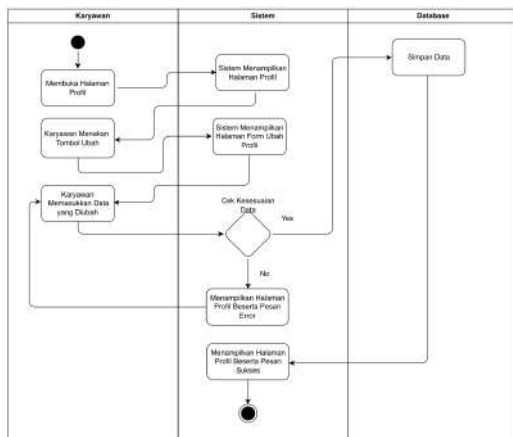 Karyawan
Sistem
Database
Membuka Halaman
Profil
Sistem Menampilkan
Halaman Profil
Simpan Data
Karyawan Menekan
Tombol Ubah
Sistem Menampilkan
Halaman Form Ubah
Profil
Karyawan
Memasukkan Data
yang Diubah
Cek Kesesuaian
Data
Yes
No
Menampilkan Halaman
Profil Beserta Pesan
Error
Menampilkan Halaman
Profil Beserta Pesan
Sukses